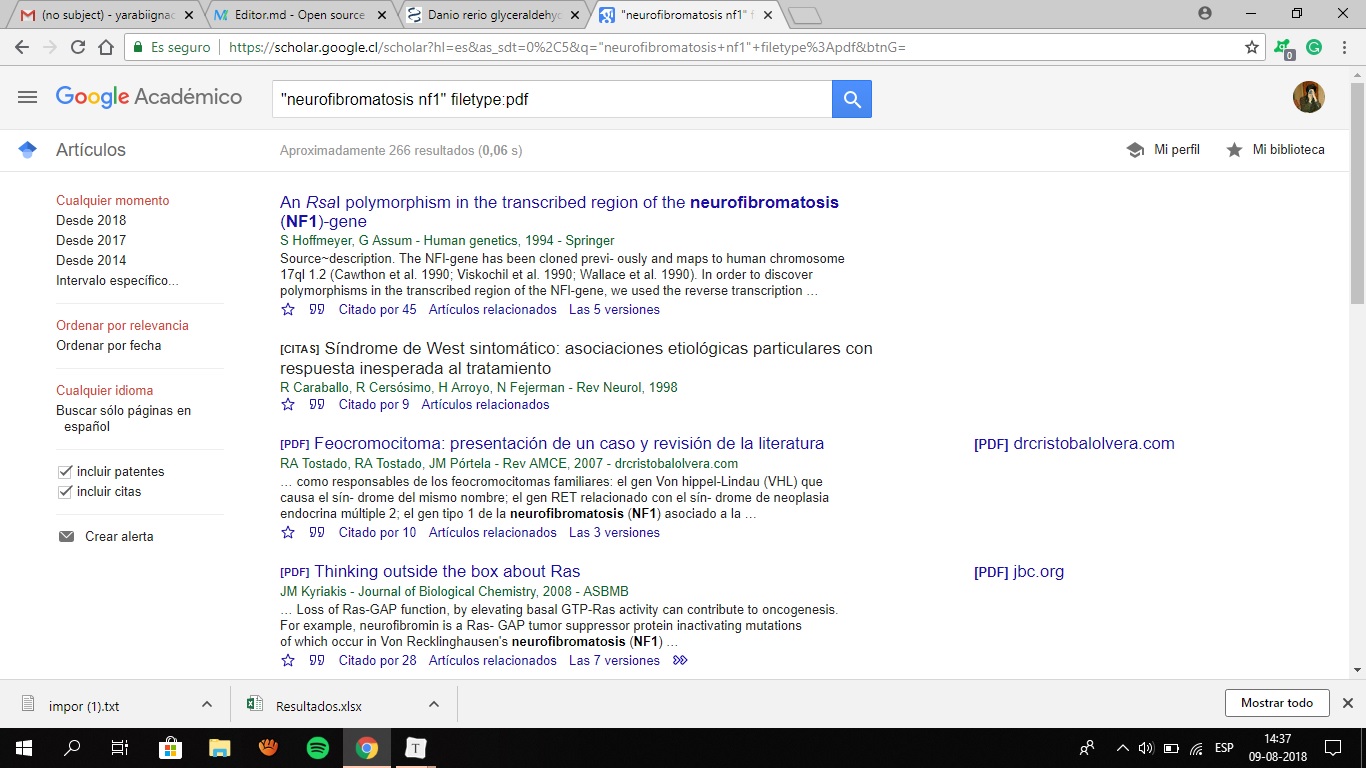 (no subject) - yarabiignac
Editor.md - Open source
Danio rerio glyceraldehyd
"neurofibromatosis nf1" f
Es seguro
https://scholar.google.cl/scholar?hl=es&as_sdt=0%2C5&q="neurofibromatosis+nf1"+filetype%3Apdf&btnG=
0
Google Académico
"neurofibromatosis nf1" filetype:pdf
Artículos
Aproximadamente 266 resultados (0,06 s)
Mi perfil
Mi biblioteca
Cualquier momento
Desde 2018
Desde 2017
Desde 2014
Intervalo específico...
Ordenar por relevancia
Ordenar por fecha
Cualquier idioma
Buscar sólo páginas en
español
incluir patentes
incluir citas
Crear alerta
An RsaI polymorphism in the transcribed region of the neurofibromatosis
(NF1)-gene
S Hoffmeyer, G Assum - Human genetics, 1994 - Springer
Source~description. The NFI-gene has been cloned previ- ously and maps to human chromosome
17ql 1.2 (Cawthon et al. 1990; Viskochil et al. 1990; Wallace et al. 1990). In order to discover
polymorphisms in the transcribed region of the NFI-gene, we used the reverse transcription ...
Citado por 45 Artículos relacionados Las 5 versiones
[CITAS] Síndrome de West sintomático: asociaciones etiológicas particulares con
respuesta inesperada al tratamiento
R Caraballo, R Cersósimo, H Arroyo, N Fejerman - Rev Neurol, 1998
Citado por 9 Artículos relacionados
[PDF] Feocromocitoma: presentación de un caso y revisión de la literatura
[PDF] drcristobalolvera.com
RA Tostado, RA Tostado, JM Pórtela - Rev AMCE, 2007 - drcristobalolvera.com
... como responsables de los feocromocitomas familiares: el gen Von hippel-Lindau (VHL) que
causa el sín- drome del mismo nombre; el gen RET relacionado con el sín- drome de neoplasia
endocrina múltiple 2; el gen tipo 1 de la neurofibromatosis (NF1) asociado a la ...
Citado por 10 Artículos relacionados Las 3 versiones
[PDF] Thinking outside the box about Ras
[PDF] jbc.org
JM Kyriakis - Journal of Biological Chemistry, 2008 - ASBMB
... Loss of Ras-GAP function, by elevating basal GTP-Ras activity can contribute to oncogenesis.
For example, neurofibromin is a Ras- GAP tumor suppressor protein inactivating mutations
of which occur in Von Recklinghausen's neurofibromatosis (NF1) ...
Citado por 28 Artículos relacionados Las 7 versiones
impor (1).txt
Resultados.xlsx
Mostrar todo
T
ESP
14:37
09-08-2018